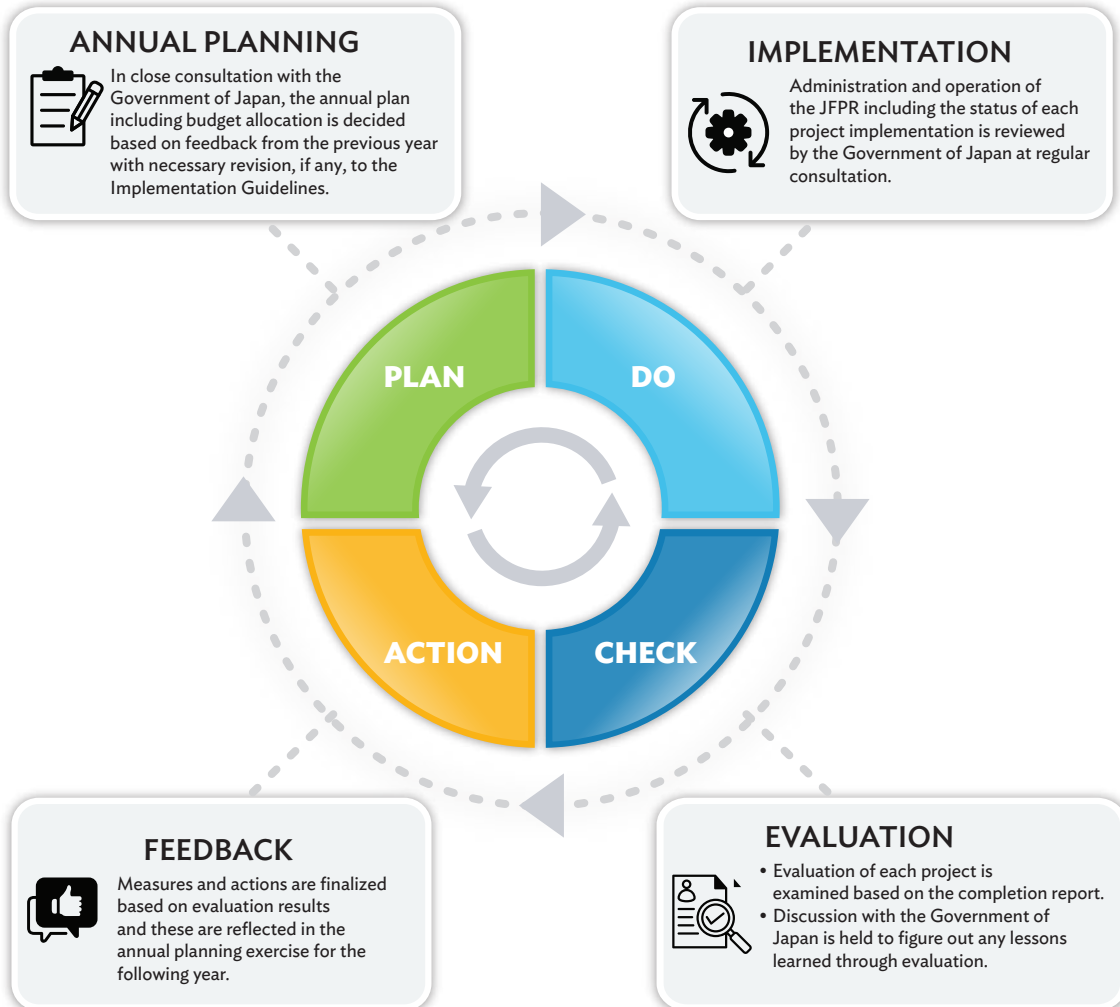 ANNUAL PLANNING
In close consultation with the
Government of Japan, the annual plan
including budget allocation is decided
based on feedback from the previous year
with necessary revision, if any, to the
Implementation Guidelines.
IMPLEMENTATION
Administration and operation of
the JFPR including the status of each
project implementation is reviewed
by the Government of Japan at regular
consultation.
PLAN
DO
ACTION
CHECK
FEEDBACK
Measures and actions are finalized
based on evaluation results
and these are reflected in the
annual planning exercise for the
following year.
EVALUATION
• Evaluation of each project is
examined based on the completion report.
• Discussion with the Government of
Japan is held to figure out any lessons
learned through evaluation.